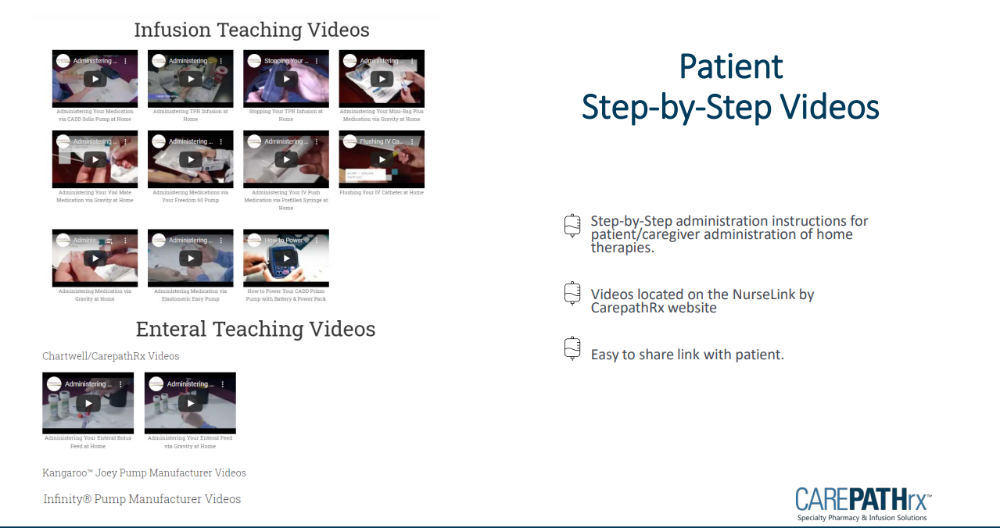 Infusion Teaching Videos
Administering ...
Administering ...
Stopping Your ...
Administering ...
Administering Your Medication
via CADD Solis Pump at Home
Administering TPN Infusion at
Home
Stopping Your TPN Infusion at
Home
Administering Your Mini-Bag Plus
Medication via Gravity at Home
Administering ...
Administering ...
Administering ...
Flushing IV Ca...
Administering Your Vial Mate
Medication via Gravity at Home
Administering Medications via
Your Freedom 60 Pump
Administering Your IV Push
Medication via Prefilled Syringe at
Home
Flushing Your IV Catheter at Home
Adminis...
Administering ...
How to Power ...
Administering Medication via
Gravity at Home
Administering Medication via
Elastomeric Easy Pump
How to Power Your CADD Prizm
Pump with Battery & Power Pack
Enteral Teaching Videos
Chartwell/CarepathRx Videos
Administering ...
Administering ...
Administering Your Enteral Bolus
Feed at Home
Administering Your Enteral Feed
via Gravity at Home
Kangaroo™ Joey Pump Manufacturer Videos
Infinity® Pump Manufacturer Videos
Patient
Step-by-Step Videos
Step-by-Step administration instructions for
patient/caregiver administration of home
therapies.
Videos located on the NurseLink by
CarepathRx website
Easy to share link with patient.
CAREPATHrx™
Specialty Pharmacy & Infusion Solutions